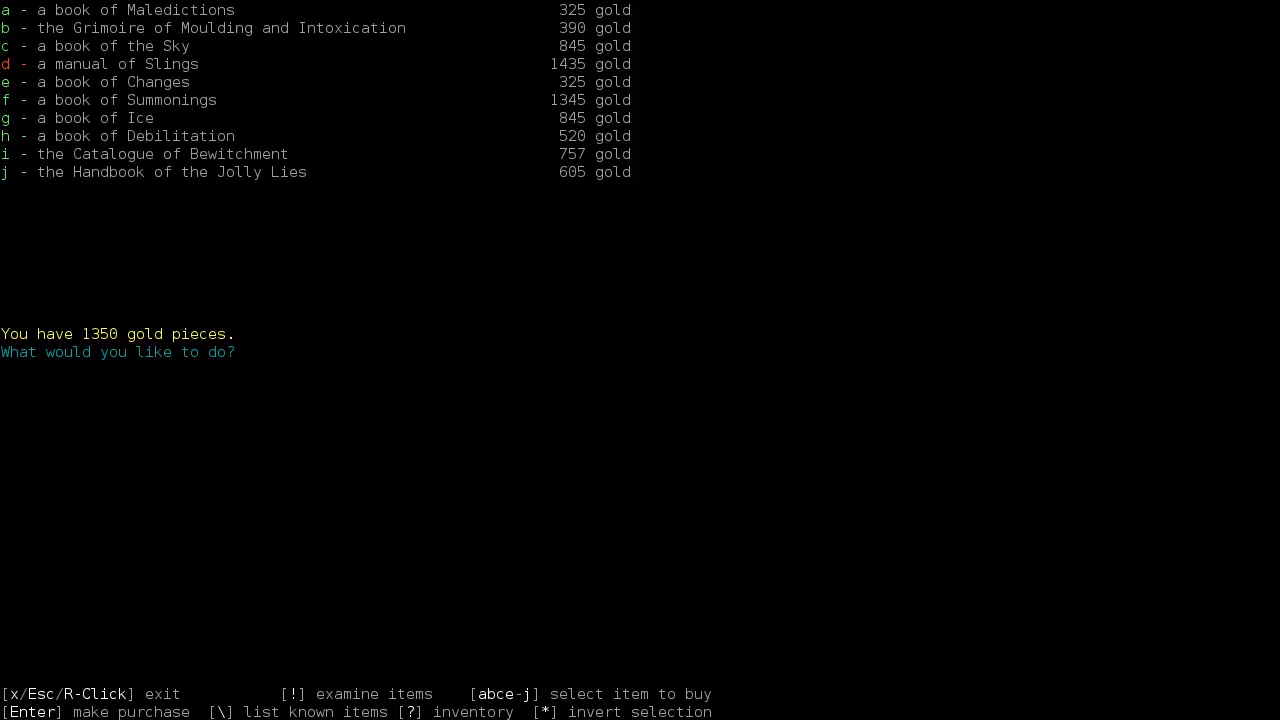 a - a book of Maledictions 325 gold
b - the Grimoire of Moulding and Intoxication 390 gold
c - a book of the Sky 845 gold
d - a manual of Slings 1435 gold
e - a book of Changes 325 gold
f - a book of Summonings 1345 gold
g - a book of Ice 845 gold
h - a book of Debilitation 520 gold
i - the Catalogue of Bewitchment 757 gold
j - the Handbook of the Jolly Lies 605 gold
You have 1350 gold pieces.
What would you like to do?
[x/Esc/R-Click] exit [!] examine items [abce-j] select item to buy
[Enter] make purchase [\] list known items [?] inventory [*] invert selection